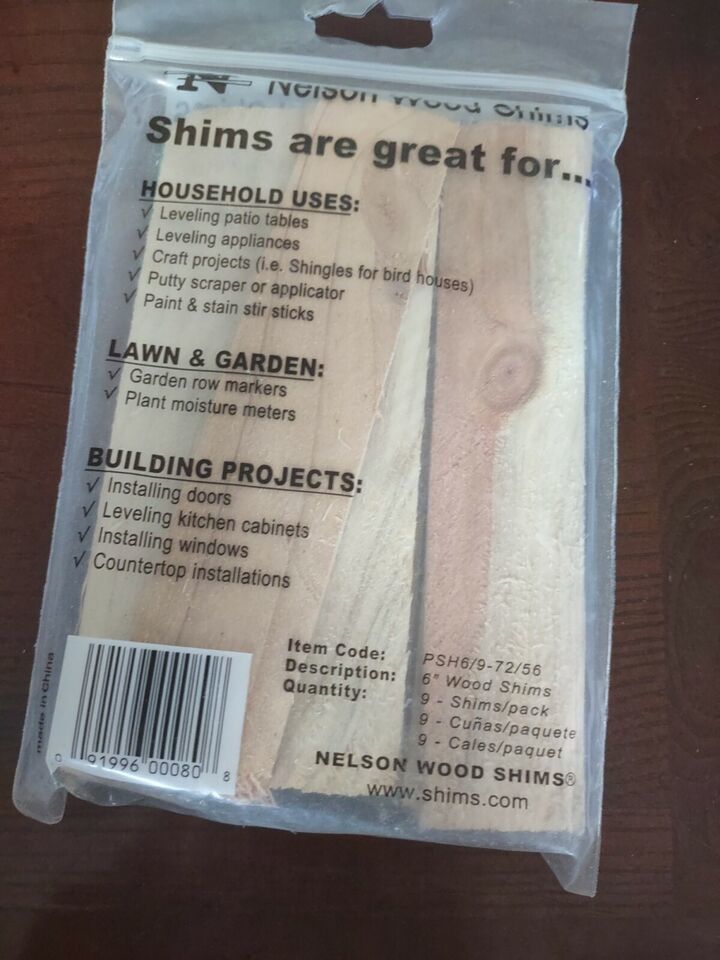 N Nelson Wood Shims
Shims are great for...
HOUSEHOLD USES:
√ Leveling patio tables
√ Leveling appliances
√ Craft projects (i.e. Shingles for bird houses)
√ Putty scraper or applicator
√ Paint & stain stir sticks
LAWN & GARDEN:
√ Garden row markers
√ Plant moisture meters
BUILDING PROJECTS:
√ Installing doors
√ Leveling kitchen cabinets
√ Installing windows
√ Countertop installations
Item Code: PSH6/9-72/56
Description: 6" Wood Shims
Quantity: 9 - Shims/pack
9 - Cuñas/paquete
9 - Cales/paquet
NELSON WOOD SHIMS®
www.shims.com
made in China
0 91996 00080 8